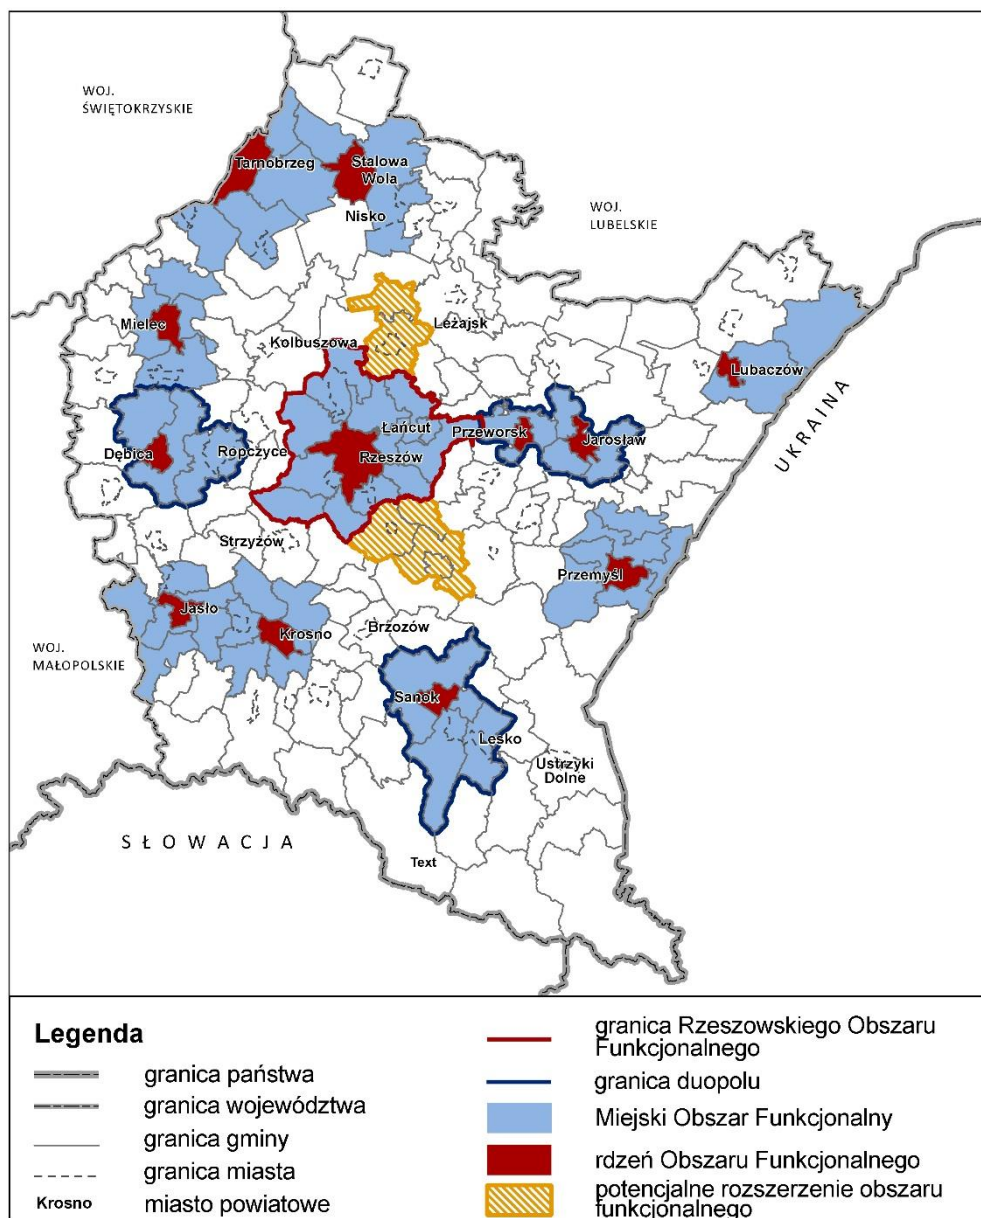 WOJ.
ŚWIĘTOKRZYSKIE
Tarnobrzeg
Stalowa
Wola
Nisko
WOJ.
LUBELSKIE
Mielec
Kolbuszowa
Leżajsk
Lubaczów
UKRAINA
Dębica
Ropczyce
Łańcut
Rzeszów
Przeworsk
Jarosław
Strzyżów
Przemyśl
Jasło
Krosno
Brzozów
WOJ.
MAŁOPOLSKIE
Sanok
Lesko
Ustrzyki
Dolne
SŁOWACJA
Text
Legenda
granica państwa
granica województwa
granica gminy
granica miasta
Krosno miasto powiatowe
granica Rzeszowskiego Obszaru
Funkcjonalnego
granica duopolu
Miejski Obszar Funkcjonalny
rdzeń Obszaru Funkcjonalnego
potencjalne rozszerzenie obszaru
funkcjonalnego